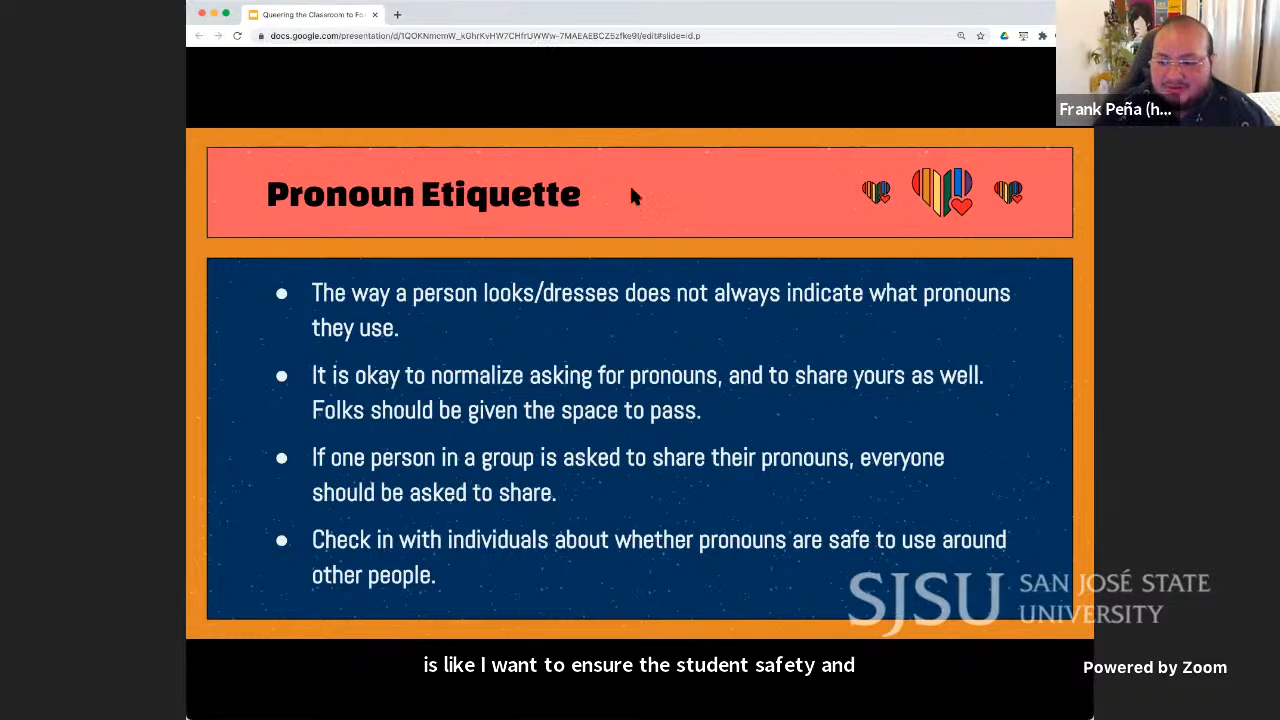 Queering the Classroom to Fo
docs.google.com/presentation/d/1QOKNmcmW_kGhrKvHW7CHfrUWWw-7MAEAEBCZ5zfke9I/edit#slide=id.p
Frank Peña (h...
Pronoun Etiquette
● The way a person looks/dresses does not always indicate what pronouns
they use.
● It is okay to normalize asking for pronouns, and to share yours as well.
Folks should be given the space to pass.
● If one person in a group is asked to share their pronouns, everyone
should be asked to share.
● Check in with individuals about whether pronouns are safe to use around
other people.
SJSU SAN JOSÉ STATE
UNIVERSITY
is like I want to ensure the student safety and
Powered by Zoom